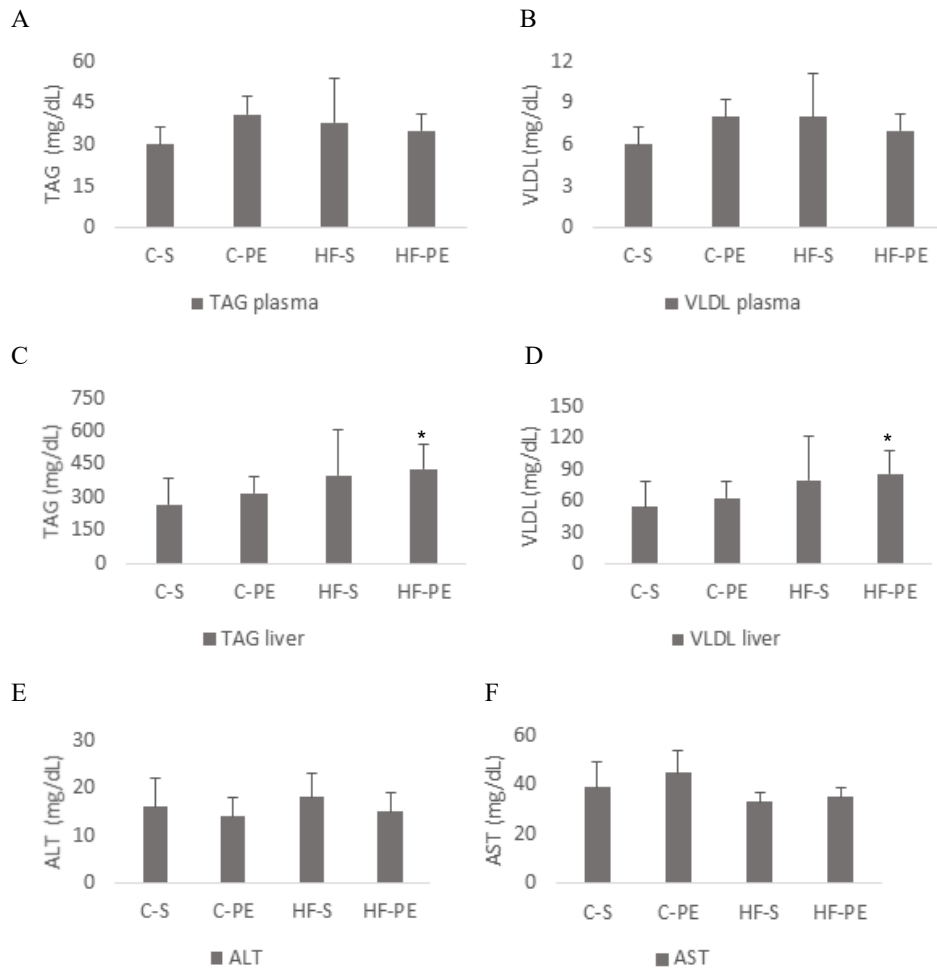 A
TAG (mg/dL)
60
45
30
15
0
C-S C-PE HF-S HF-PE
TAG plasma
B
VLDL (mg/dL)
12
9
6
3
0
C-S C-PE HF-S HF-PE
VLDL plasma
C
TAG (mg/dL)
750
600
450
300
150
0
*
C-S C-PE HF-S HF-PE
TAG liver
D
VLDL (mg/dL)
150
120
90
60
30
0
*
C-S C-PE HF-S HF-PE
VLDL liver
E
ALT (mg/dL)
30
20
10
0
C-S C-PE HF-S HF-PE
ALT
F
AST (mg/dL)
60
40
20
0
C-S C-PE HF-S HF-PE
AST